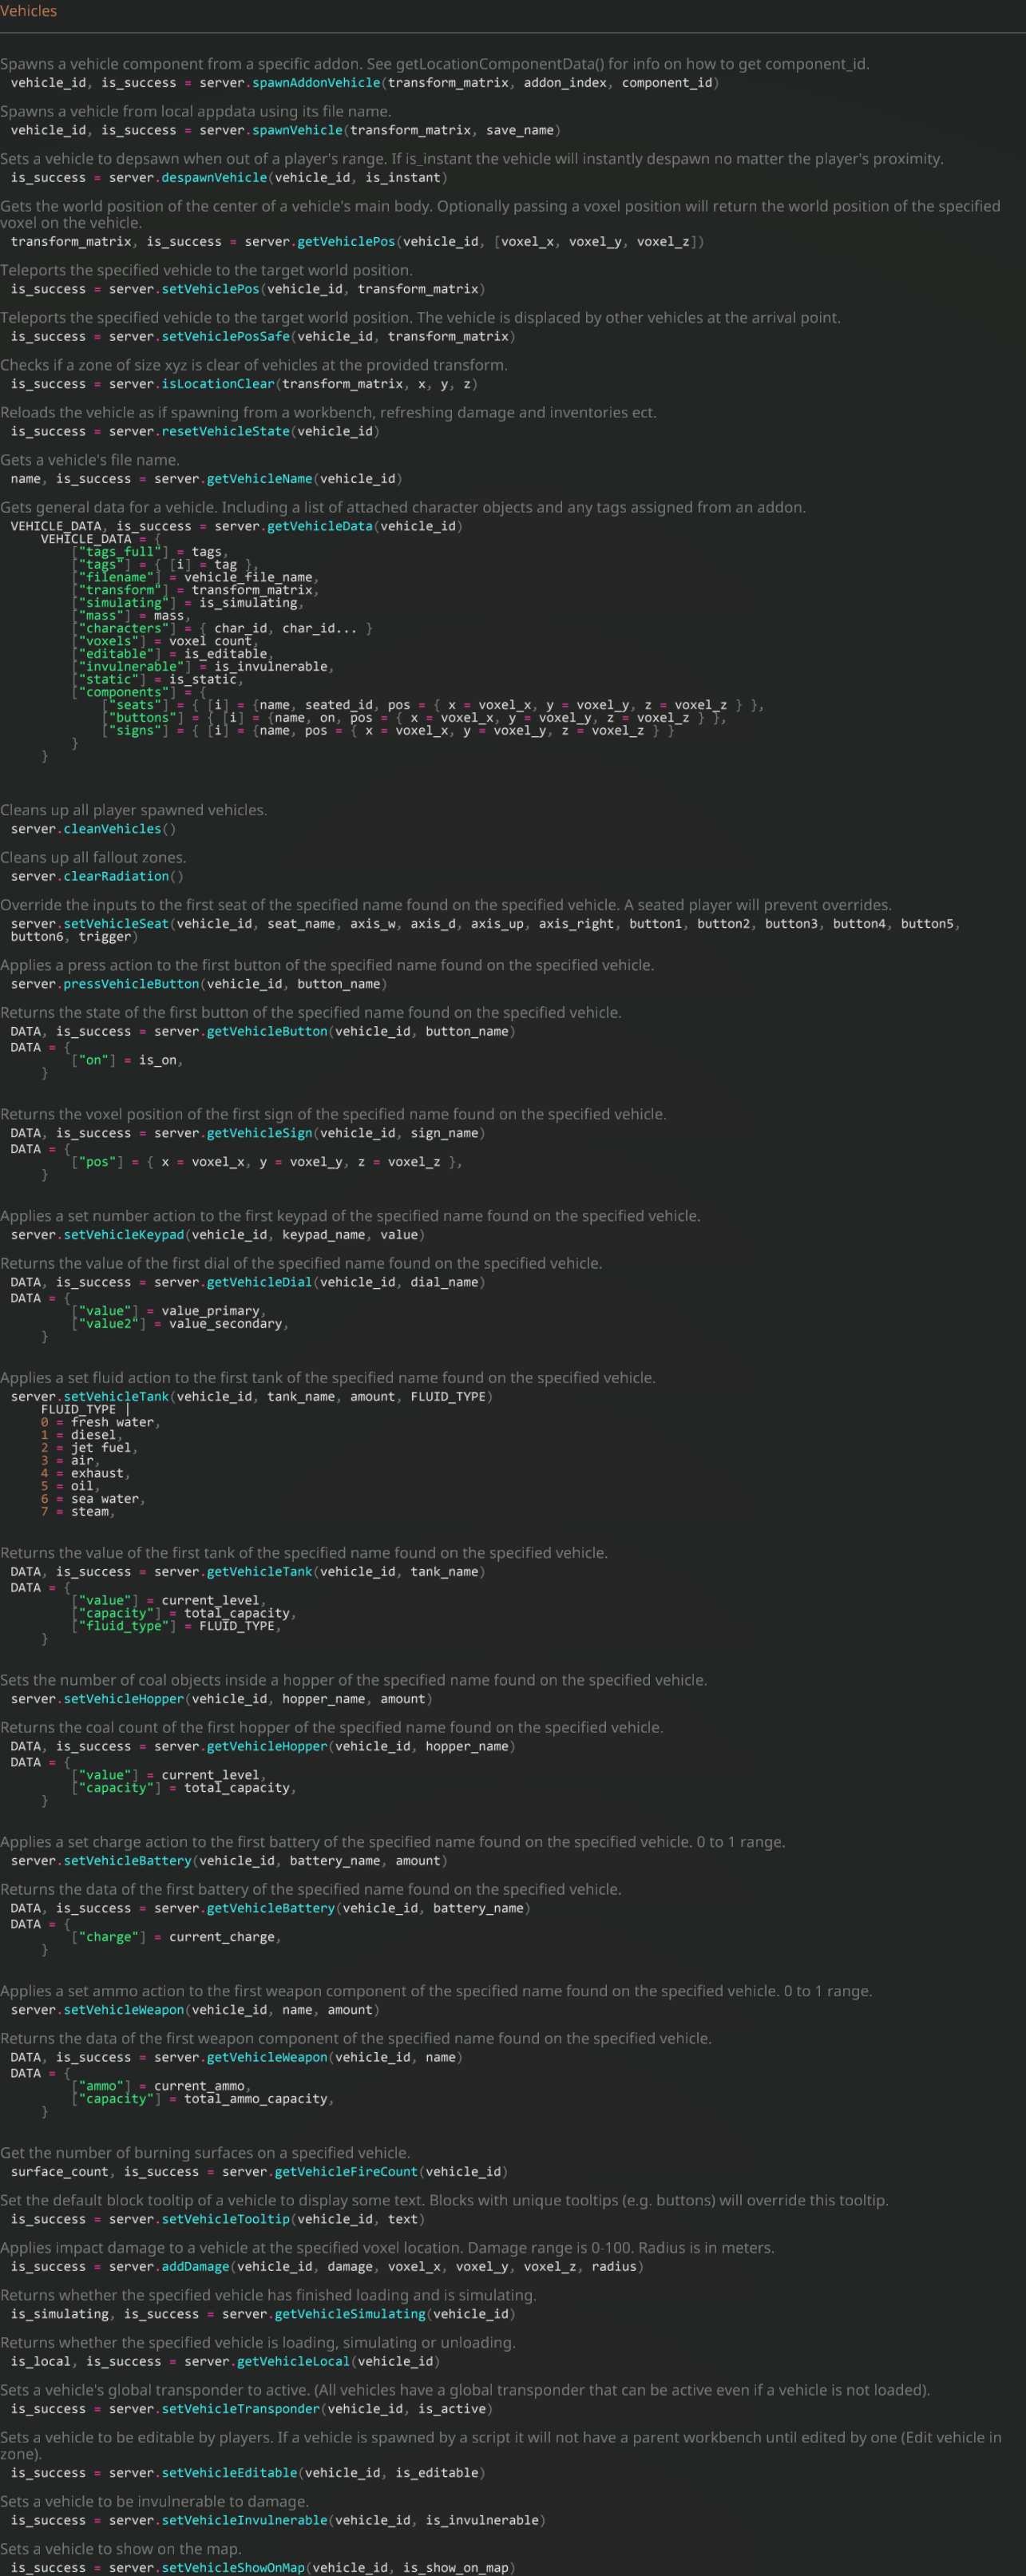 Vehicles
Spawns a vehicle component from a specific addon. See getLocationComponentData() for info on how to get component_id.
vehicle_id, is_success = server.spawnAddonVehicle(transform_matrix, addon_index, component_id)
Spawns a vehicle from local appdata using its file name.
vehicle_id, is_success = server.spawnVehicle(transform_matrix, save_name)
Sets a vehicle to depsawn when out of a player's range. If is_instant the vehicle will instantly despawn no matter the player's proximity.
is_success = server.despawnVehicle(vehicle_id, is_instant)
Gets the world position of the center of a vehicle's main body. Optionally passing a voxel position will return the world position of the specified
voxel on the vehicle.
transform_matrix, is_success = server.getVehiclePos(vehicle_id, [voxel_x, voxel_y, voxel_z])
Teleports the specified vehicle to the target world position.
is_success = server.setVehiclePos(vehicle_id, transform_matrix)
Teleports the specified vehicle to the target world position. The vehicle is displaced by other vehicles at the arrival point.
is_success = server.setVehiclePosSafe(vehicle_id, transform_matrix)
Checks if a zone of size xyz is clear of vehicles at the provided transform.
is_success = server.isLocationClear(transform_matrix, x, y, z)
Reloads the vehicle as if spawning from a workbench, refreshing damage and inventories ect.
is_success = server.resetVehicleState(vehicle_id)
Gets a vehicle's file name.
name, is_success = server.getVehicleName(vehicle_id)
Gets general data for a vehicle. Including a list of attached character objects and any tags assigned from an addon.
VEHICLE_DATA, is_success = server.getVehicleData(vehicle_id)
VEHICLE_DATA = {
["tags_full"] = tags,
["tags"] = { [i] = tag },
["filename"] = vehicle_file_name,
["transform"] = transform_matrix,
["simulating"] = is_simulating,
["mass"] = mass,
["characters"] = { char_id, char_id... }
["voxels"] = voxel count,
["editable"] = is_editable,
["invulnerable"] = is_invulnerable,
["static"] = is_static,
["components"] = {
["seats"] = { [i] = {name, seated_id, pos = { x = voxel_x, y = voxel_y, z = voxel_z } },
["buttons"] = { [i] = {name, on, pos = { x = voxel_x, y = voxel_y, z = voxel_z } },
["signs"] = { [i] = {name, pos = { x = voxel_x, y = voxel_y, z = voxel_z } }
}
}
Cleans up all player spawned vehicles.
server.cleanVehicles()
Cleans up all fallout zones.
server.clearRadiation()
Override the inputs to the first seat of the specified name found on the specified vehicle. A seated player will prevent overrides.
server.setVehicleSeat(vehicle_id, seat_name, axis_w, axis_d, axis_up, axis_right, button1, button2, button3, button4, button5,
button6, trigger)
Applies a press action to the first button of the specified name found on the specified vehicle.
server.pressVehicleButton(vehicle_id, button_name)
Returns the state of the first button of the specified name found on the specified vehicle.
DATA, is_success = server.getVehicleButton(vehicle_id, button_name)
DATA = {
["on"] = is_on,
}
Returns the voxel position of the first sign of the specified name found on the specified vehicle.
DATA, is_success = server.getVehicleSign(vehicle_id, sign_name)
DATA = {
["pos"] = { x = voxel_x, y = voxel_y, z = voxel_z },
}
Applies a set number action to the first keypad of the specified name found on the specified vehicle.
server.setVehicleKeypad(vehicle_id, keypad_name, value)
Returns the value of the first dial of the specified name found on the specified vehicle.
DATA, is_success = server.getVehicleDial(vehicle_id, dial_name)
DATA = {
["value"] = value_primary,
["value2"] = value_secondary,
}
Applies a set fluid action to the first tank of the specified name found on the specified vehicle.
server.setVehicleTank(vehicle_id, tank_name, amount, FLUID_TYPE)
FLUID_TYPE |
0 = fresh water,
1 = diesel,
2 = jet fuel,
3 = air,
4 = exhaust,
5 = oil,
6 = sea water,
7 = steam,
Returns the value of the first tank of the specified name found on the specified vehicle.
DATA, is_success = server.getVehicleTank(vehicle_id, tank_name)
DATA = {
["value"] = current_level,
["capacity"] = total_capacity,
["fluid_type"] = FLUID_TYPE,
}
Sets the number of coal objects inside a hopper of the specified name found on the specified vehicle.
server.setVehicleHopper(vehicle_id, hopper_name, amount)
Returns the coal count of the first hopper of the specified name found on the specified vehicle.
DATA, is_success = server.getVehicleHopper(vehicle_id, hopper_name)
DATA = {
["value"] = current_level,
["capacity"] = total_capacity,
}
Applies a set charge action to the first battery of the specified name found on the specified vehicle. 0 to 1 range.
server.setVehicleBattery(vehicle_id, battery_name, amount)
Returns the data of the first battery of the specified name found on the specified vehicle.
DATA, is_success = server.getVehicleBattery(vehicle_id, battery_name)
DATA = {
["charge"] = current_charge,
}
Applies a set ammo action to the first weapon component of the specified name found on the specified vehicle. 0 to 1 range.
server.setVehicleWeapon(vehicle_id, name, amount)
Returns the data of the first weapon component of the specified name found on the specified vehicle.
DATA, is_success = server.getVehicleWeapon(vehicle_id, name)
DATA = {
["ammo"] = current_ammo,
["capacity"] = total_ammo_capacity,
}
Get the number of burning surfaces on a specified vehicle.
surface_count, is_success = server.getVehicleFireCount(vehicle_id)
Set the default block tooltip of a vehicle to display some text. Blocks with unique tooltips (e.g. buttons) will override this tooltip.
is_success = server.setVehicleTooltip(vehicle_id, text)
Applies impact damage to a vehicle at the specified voxel location. Damage range is 0-100. Radius is in meters.
is_success = server.addDamage(vehicle_id, damage, voxel_x, voxel_y, voxel_z, radius)
Returns whether the specified vehicle has finished loading and is simulating.
is_simulating, is_success = server.getVehicleSimulating(vehicle_id)
Returns whether the specified vehicle is loading, simulating or unloading.
is_local, is_success = server.getVehicleLocal(vehicle_id)
Sets a vehicle's global transponder to active. (All vehicles have a global transponder that can be active even if a vehicle is not loaded).
is_success = server.setVehicleTransponder(vehicle_id, is_active)
Sets a vehicle to be editable by players. If a vehicle is spawned by a script it will not have a parent workbench until edited by one (Edit vehicle in
zone).
is_success = server.setVehicleEditable(vehicle_id, is_editable)
Sets a vehicle to be invulnerable to damage.
is_success = server.setVehicleInvulnerable(vehicle_id, is_invulnerable)
Sets a vehicle to show on the map.
is_success = server.setVehicleShowOnMap(vehicle_id, is_show_on_map)